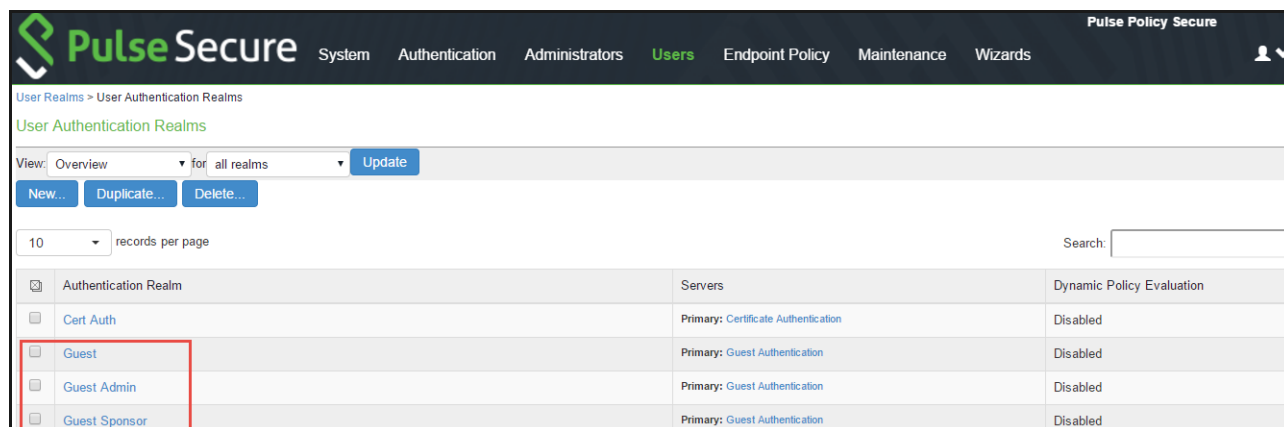 Pulse Policy Secure
Pulse Secure System Authentication Administrators Users Endpoint Policy Maintenance Wizards
User Realms > User Authentication Realms
User Authentication Realms
View: Overview for all realms Update
New... Duplicate... Delete...
10 records per page Search:
Authentication Realm Servers Dynamic Policy Evaluation
Cert Auth Primary: Certificate Authentication Disabled
Guest Primary: Guest Authentication Disabled
Guest Admin Primary: Guest Authentication Disabled
Guest Sponsor Primary: Guest Authentication Disabled